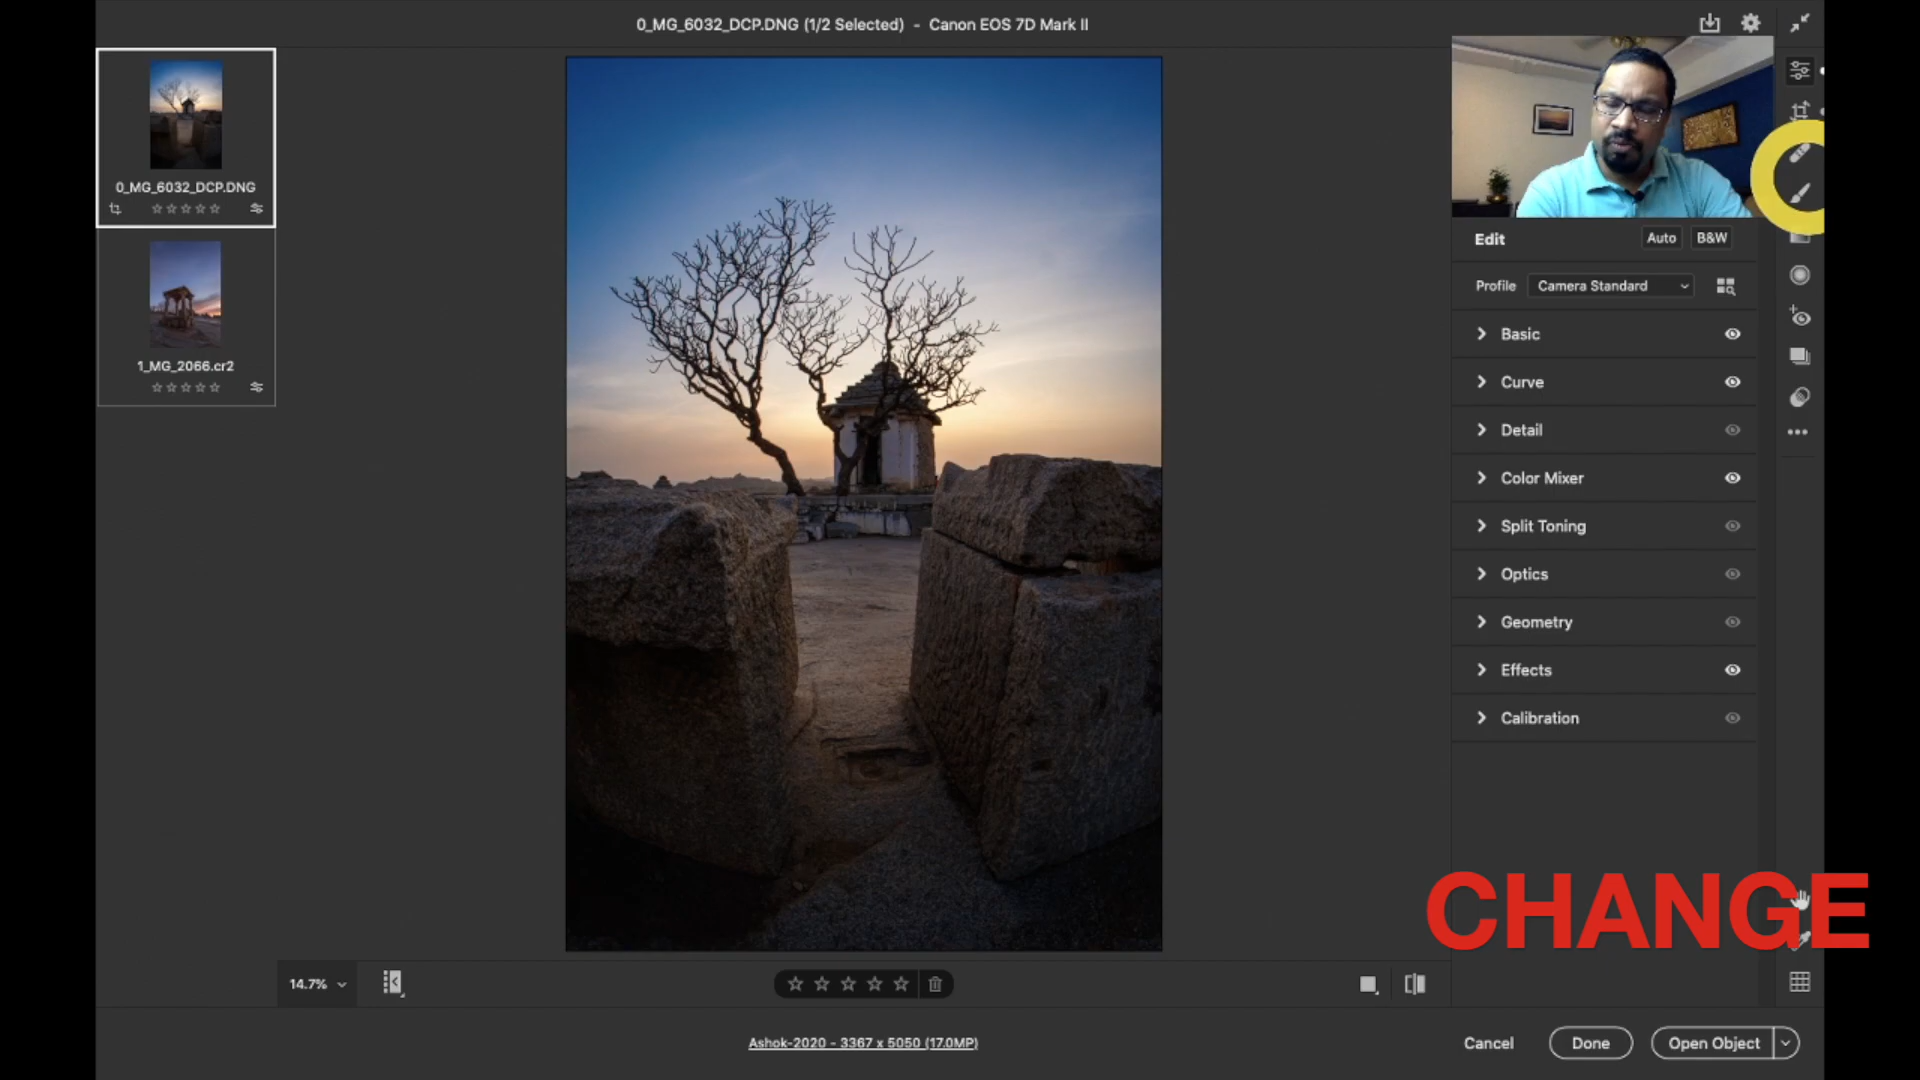 0_MG_6032_DCP.DNG (1/2 Selected) - Canon EOS 7D Mark II
0_MG_6032_DCP.DNG
1_MG_2066.cr2
Edit
Auto
B&W
Profile
Camera Standard
Basic
Curve
Detail
Color Mixer
Split Toning
Optics
Geometry
Effects
Calibration
CHANGE
14.7%
Ashok-2020 - 3367 x 5050 (17.0MP)
Cancel
Done
Open Object